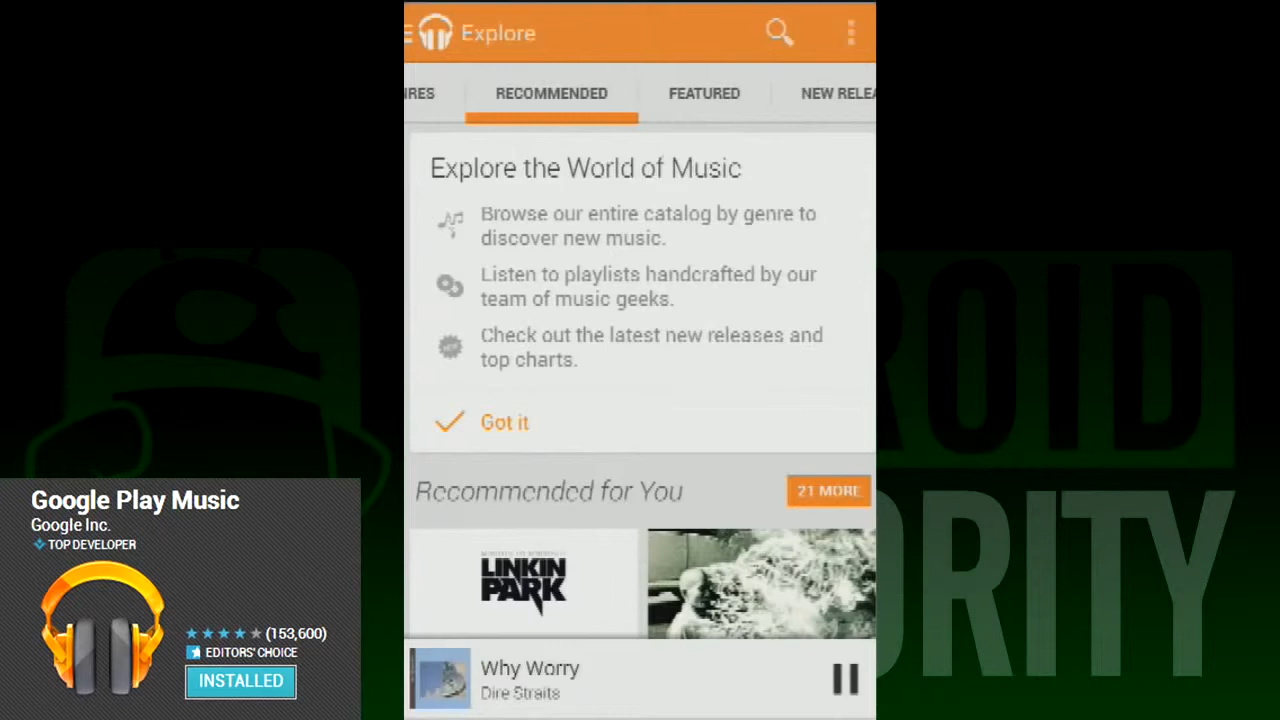 Explore
NRES RECOMMENDED FEATURED NEW RELEA
Explore the World of Music
Browse our entire catalog by genre to
discover new music.
Listen to playlists handcrafted by our
team of music geeks.
Check out the latest new releases and
top charts.
Got it
Recommended for You
21 MORE
LINKIN
PARK
Why Worry
Dire Straits
Google Play Music
Google Inc.
TOP DEVELOPER
(153,600)
EDITORS' CHOICE
INSTALLED
ROID
ORITY